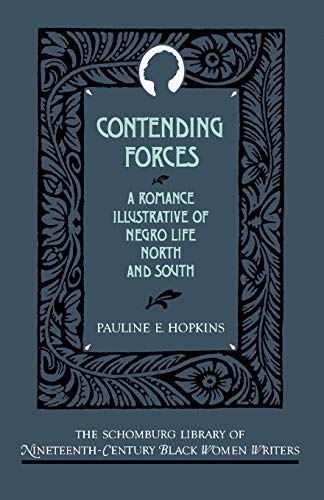 CONTENDING
FORCES
A ROMANCE
ILLUSTRATIVE OF
NEGRO LIFE
NORTH
AND SOUTH
PAULINE E. HOPKINS
THE SCHOMBURG LIBRARY OF
NINETEENTH-CENTURY BLACK WOMEN WRITERS